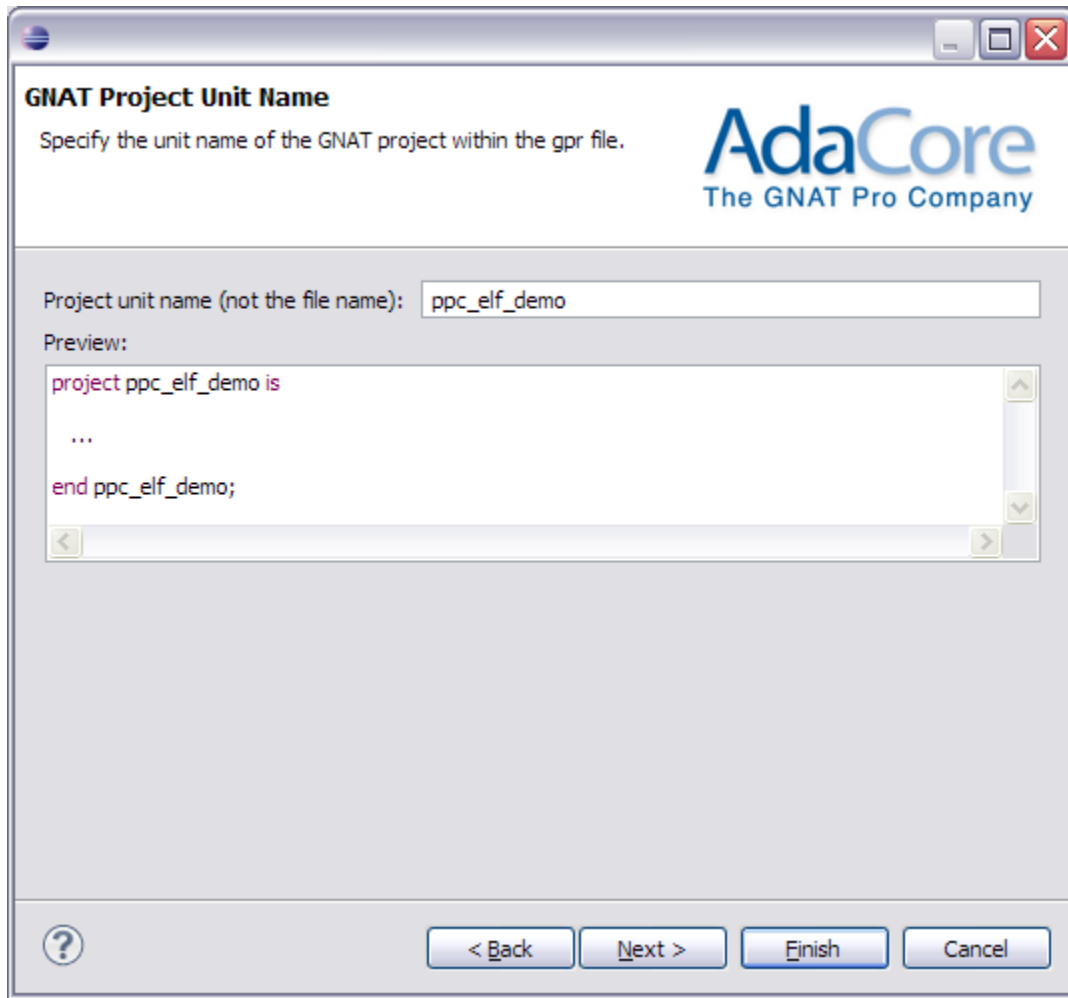 GNAT Project Unit Name
Specify the unit name of the GNAT project within the gpr file.
AdaCore
The GNAT Pro Company
Project unit name (not the file name): ppc_elf_demo
Preview:
project ppc_elf_demo is
...
end ppc_elf_demo;
? < Back Next > Finish Cancel